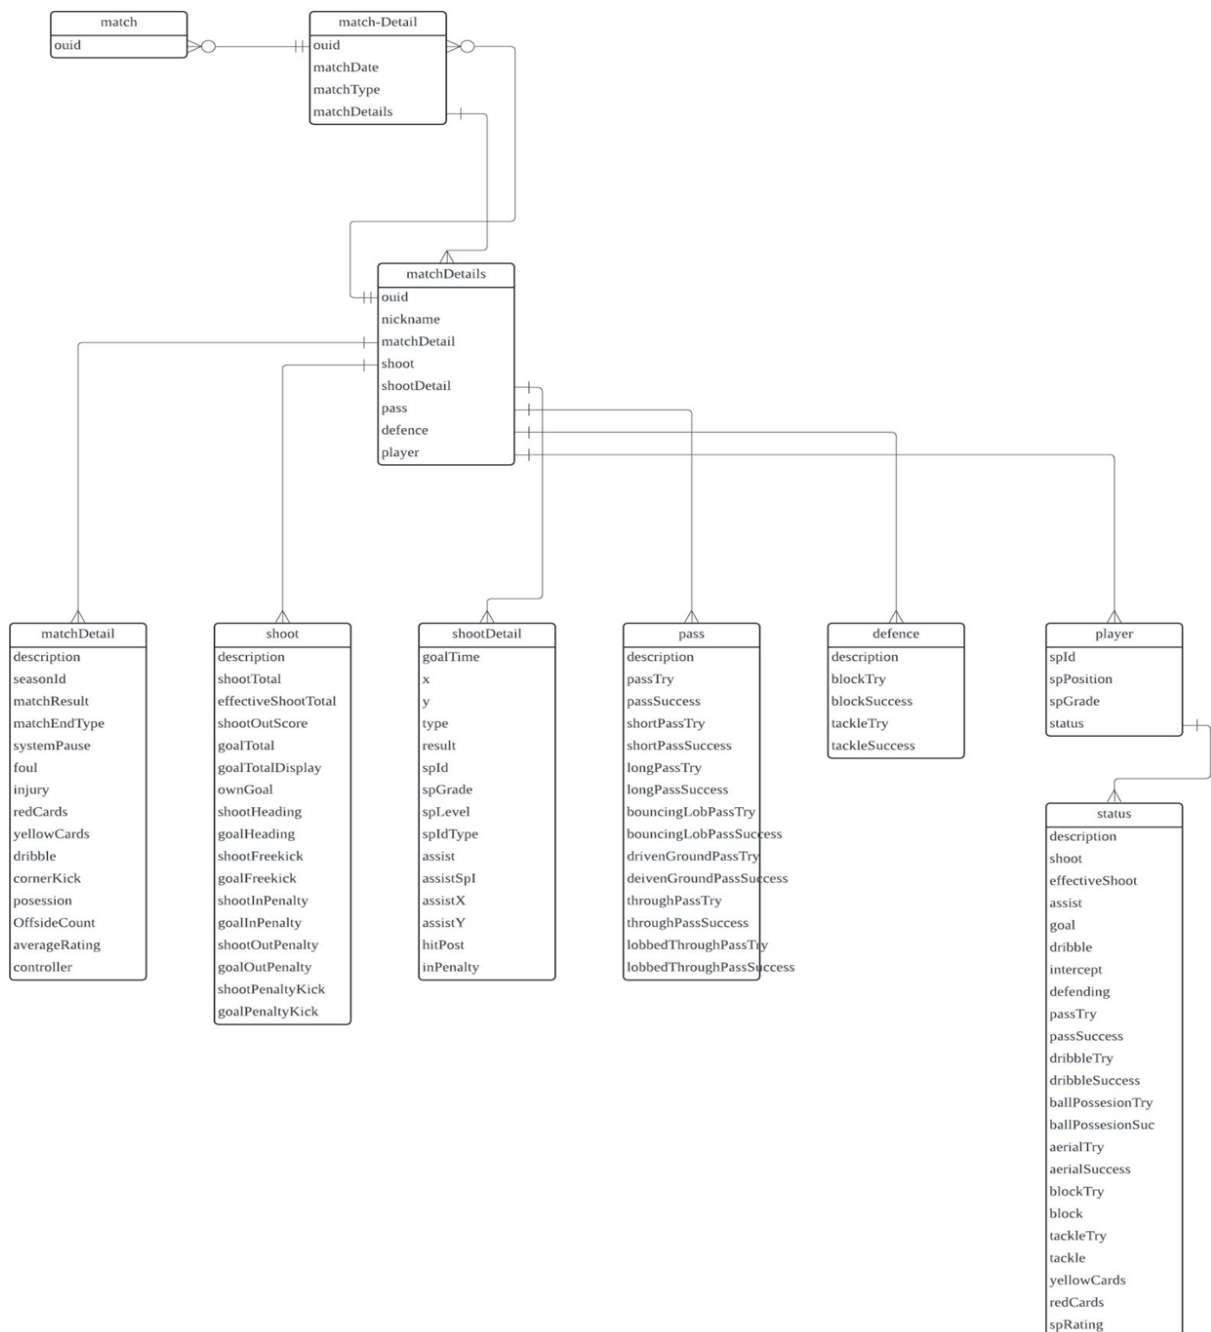 match
ouid
match-Detail
ouid
matchDate
matchType
matchDetails
matchDetails
ouid
nickname
matchDetail
shoot
shootDetail
pass
defence
player
matchDetail
description
seasonId
matchResult
matchEndType
systemPause
foul
injury
redCards
yellowCards
dribble
cornerKick
posession
OffsideCount
averageRating
controller
shoot
description
shootTotal
effectiveShootTotal
shootOutScore
goalTotal
goalTotalDisplay
ownGoal
shootHeading
goalHeading
shootFreekick
goalFreekick
shootInPenalty
goalInPenalty
shootOutPenalty
goalOutPenalty
shootPenaltyKick
goalPenaltyKick
shootDetail
goalTime
x
y
type
result
spId
spGrade
spLevel
spIdType
assist
assistSpI
assistX
assistY
hitPost
inPenalty
pass
description
passTry
passSuccess
shortPassTry
shortPassSuccess
longPassTry
longPassSuccess
bouncingLobPassTry
bouncingLobPassSuccess
drivenGroundPassTry
deivenGroundPassSuccess
throughPassTry
throughPassSuccess
lobbedThroughPassTry
lobbedThroughPassSuccess
defence
description
blockTry
blockSuccess
tackleTry
tackleSuccess
player
spId
spPosition
spGrade
status
status
description
shoot
effectiveShoot
assist
goal
dribble
intercept
defending
passTry
passSuccess
dribbleTry
dribbleSuccess
ballPossesionTry
ballPossesionSuc
aerialTry
aerialSuccess
blockTry
block
tackleTry
tackle
yellowCards
redCards
spRating